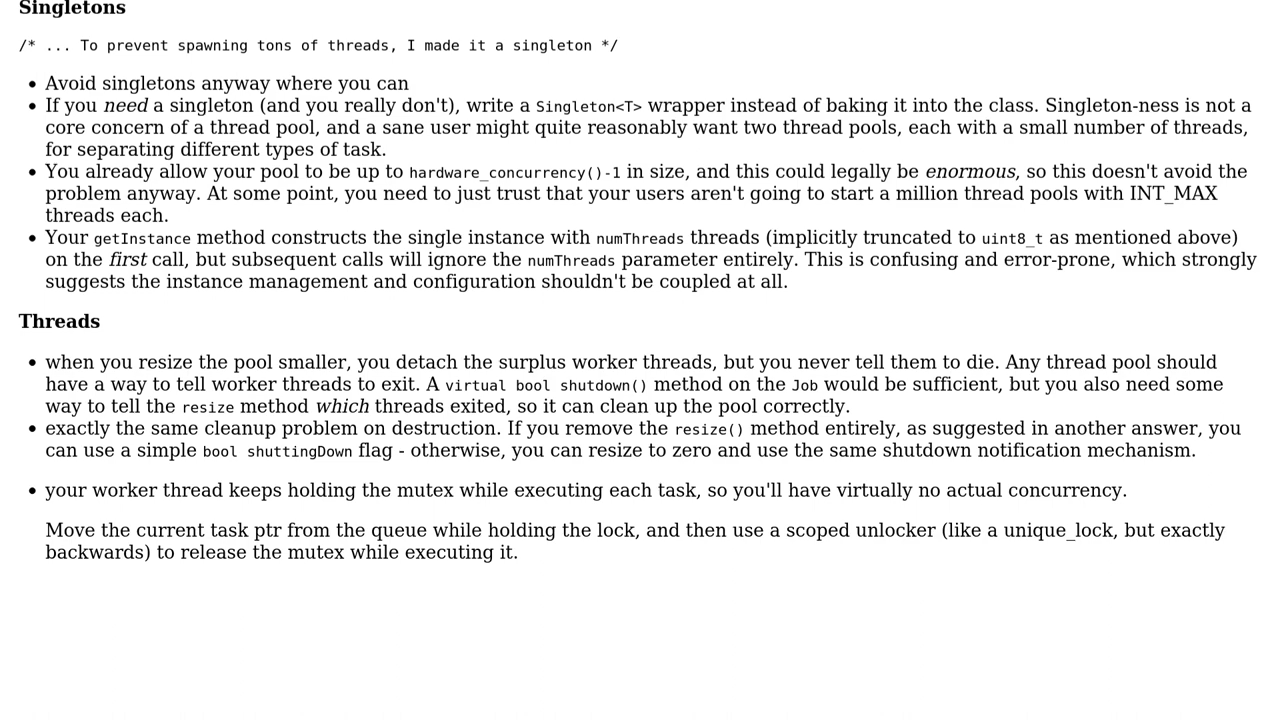 Singletons
/* ... To prevent spawning tons of threads, I made it a singleton */
• Avoid singletons anyway where you can
• If you need a singleton (and you really don't), write a Singleton<T> wrapper instead of baking it into the class. Singleton-ness is not a
core concern of a thread pool, and a sane user might quite reasonably want two thread pools, each with a small number of threads,
for separating different types of task.
• You already allow your pool to be up to hardware_concurrency()-1 in size, and this could legally be enormous, so this doesn't avoid the
problem anyway. At some point, you need to just trust that your users aren't going to start a million thread pools with INT_MAX
threads each.
• Your getInstance method constructs the single instance with numThreads threads (implicitly truncated to uint8_t as mentioned above)
on the first call, but subsequent calls will ignore the numThreads parameter entirely. This is confusing and error-prone, which strongly
suggests the instance management and configuration shouldn't be coupled at all.
Threads
• when you resize the pool smaller, you detach the surplus worker threads, but you never tell them to die. Any thread pool should
have a way to tell worker threads to exit. A virtual bool shutdown() method on the Job would be sufficient, but you also need some
way to tell the resize method which threads exited, so it can clean up the pool correctly.
• exactly the same cleanup problem on destruction. If you remove the resize() method entirely, as suggested in another answer, you
can use a simple bool shuttingDown flag - otherwise, you can resize to zero and use the same shutdown notification mechanism.
• your worker thread keeps holding the mutex while executing each task, so you'll have virtually no actual concurrency.
Move the current task ptr from the queue while holding the lock, and then use a scoped unlocker (like a unique_lock, but exactly
backwards) to release the mutex while executing it.